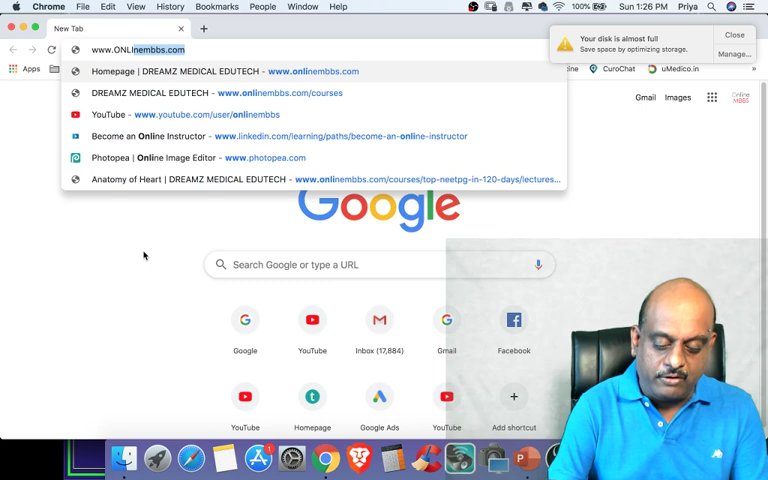 Chrome File Edit View History Bookmarks People Window Help 100% Sun 1:26 PM Priya
New Tab
www.ONLInembbs.com
Your disk is almost full
Save space by optimizing storage.
Close
Manage...
Apps
CuroChat
uMedico.in
Homepage | DREAMZ MEDICAL EDUTECH - www.onlinembbs.com
DREAMZ MEDICAL EDUTECH - www.onlinembbs.com/courses
YouTube - www.youtube.com/user/onlinembbs
Become an Online Instructor - www.linkedin.com/learning/paths/become-an-online-instructor
Photopea | Online Image Editor - www.photopea.com
Anatomy of Heart | DREAMZ MEDICAL EDUTECH - www.onlinembbs.com/courses/top-neetpg-in-120-days/lectures...
Gmail Images
Online
MBBS
Google
Search Google or type a URL
Google YouTube Inbox (17,884) Gmail Facebook
YouTube Homepage Google Ads YouTube Add shortcut